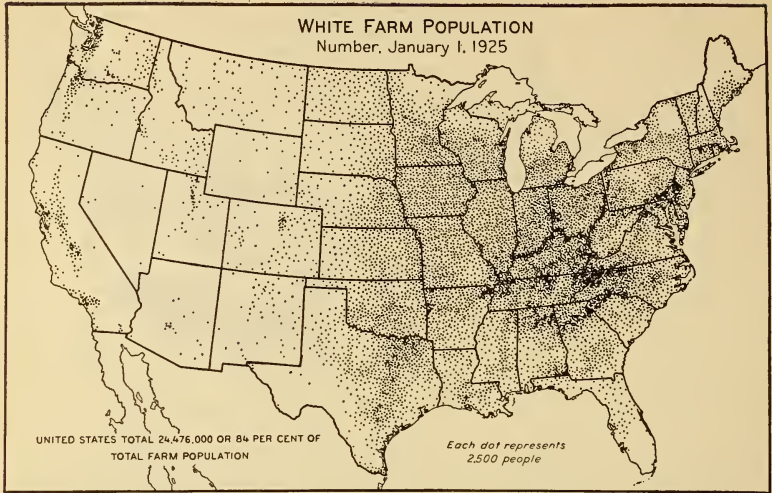 WHITE FARM POPULATION
Number, January 1, 1925
UNITED STATES TOTAL 24,476,000 OR 84 PER CENT OF
TOTAL FARM POPULATION
Each dot represents
2,500 people